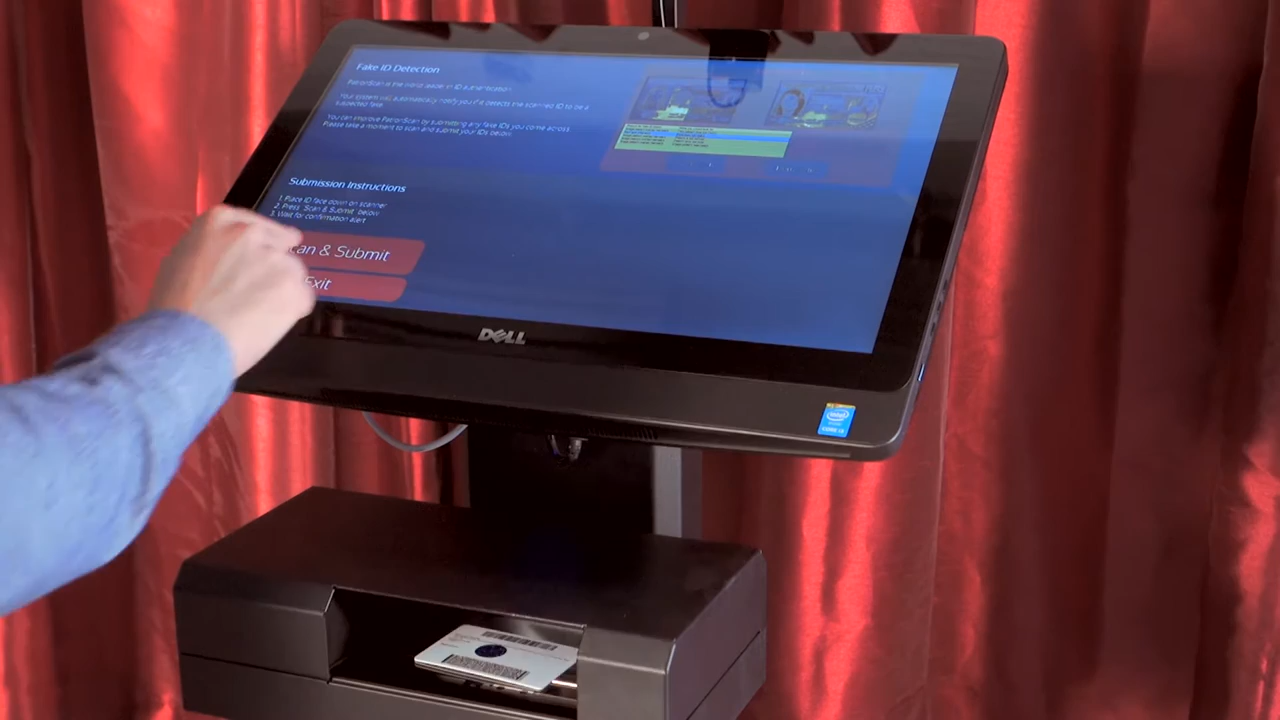 Fake ID Detection
PatronScan is the world leader in ID authentication.
Your system will automatically notify you if it detects the scanned ID to be a
suspected fake.
You can improve PatronScan by submitting any fake IDs you come across.
Please take a moment to scan and submit your IDs below.
Submission Instructions
1. Place ID face down on scanner
2. Press 'Scan & Submit' below
3. Wait for confirmation alert
can & Submit
Exit
DELL
intel
CORE i3